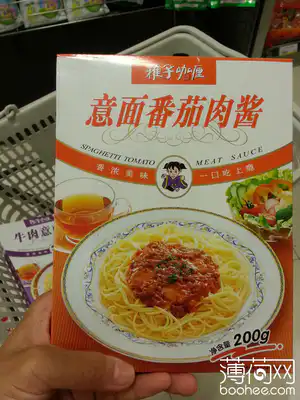 雅孚咖喱
意面番茄肉酱
SPAGHETTI TOMATO MEAT SAUCE
香浓美味 一口吃上瘾
牛肉意
净含量 200g
薄荷网
boohee.com